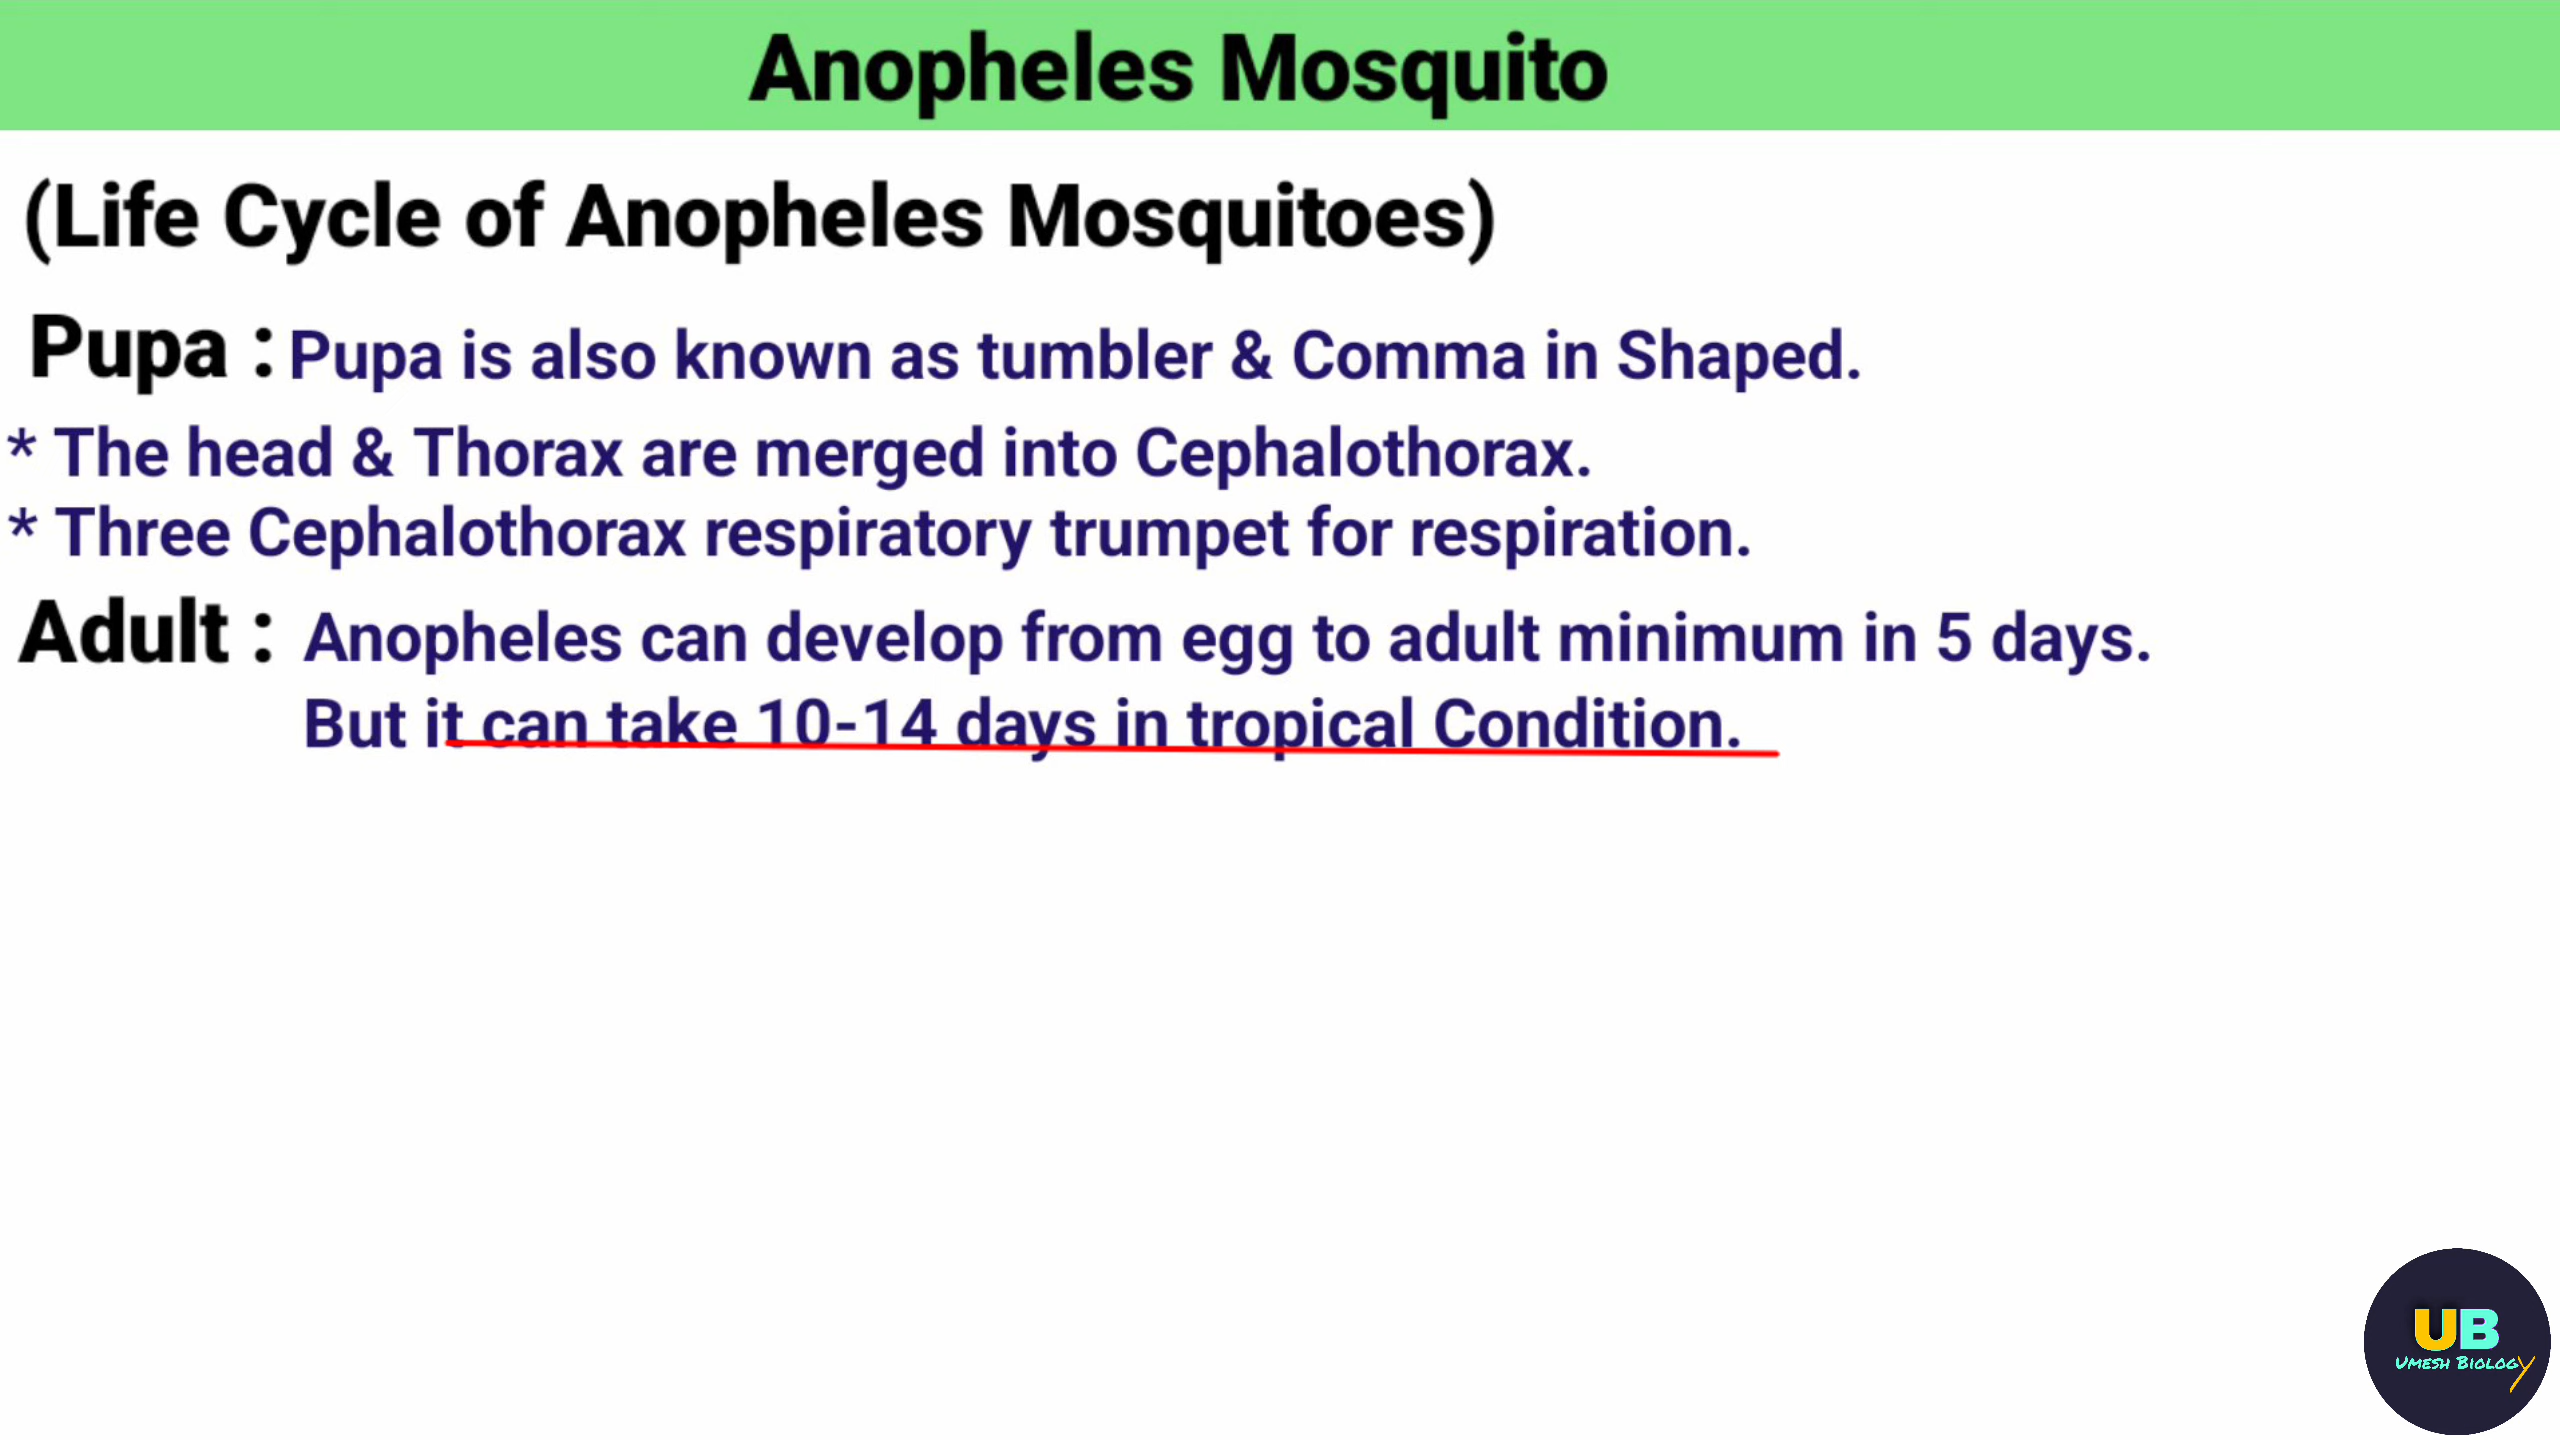 Anopheles Mosquito
(Life Cycle of Anopheles Mosquitoes)
Pupa : Pupa is also known as tumbler & Comma in Shaped.
* The head & Thorax are merged into Cephalothorax.
* Three Cephalothorax respiratory trumpet for respiration.
Adult : Anopheles can develop from egg to adult minimum in 5 days.
But it can take 10-14 days in tropical Condition.
UB
UMESH BIOLOGY